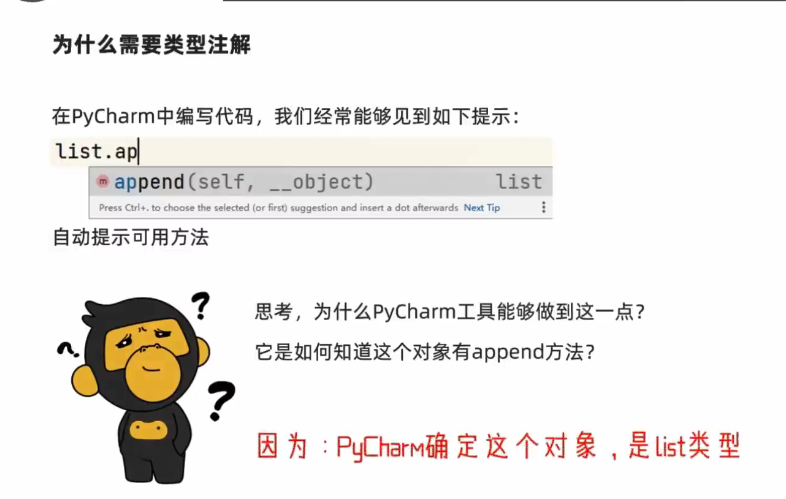 为什么需要类型注解
在PyCharm中编写代码，我们经常能够见到如下提示：
list.ap
m append(self, __object) list
Press Ctrl+. to choose the selected (or first) suggestion and insert a dot afterwards Next Tip
自动提示可用方法
思考，为什么PyCharm工具能够做到这一点？
它是如何知道这个对象有append方法？
因为：PyCharm确定这个对象，是list类型